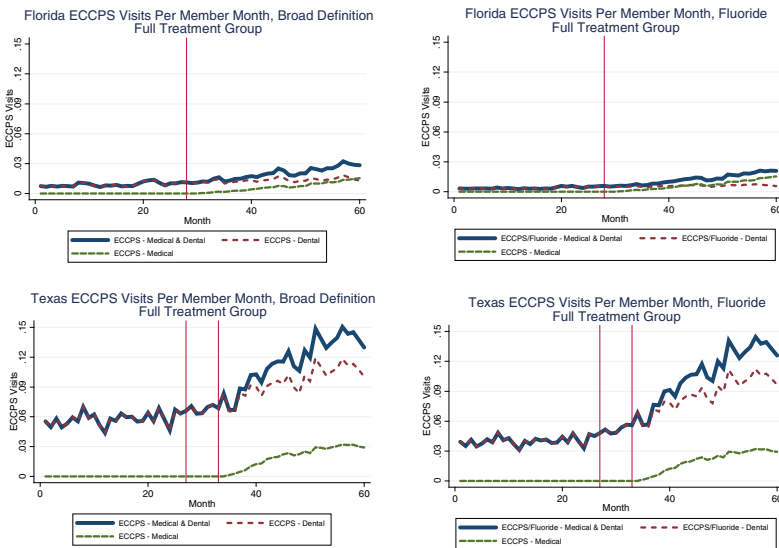 Florida ECCPS Visits Per Member Month, Broad Definition
Full Treatment Group
ECCPS Visits
.15
.12
.09
.06
.03
0
0
20
40
60
Month
ECCPS - Medical & Dental
ECCPS - Dental
ECCPS - Medical
Florida ECCPS Visits Per Member Month, Fluoride
Full Treatment Group
ECCPS Visits
.15
.12
.09
.06
.03
0
0
20
40
60
Month
ECCPS/Fluoride - Medical & Dental
ECCPS/Fluoride - Dental
ECCPS - Medical
Texas ECCPS Visits Per Member Month, Broad Definition
Full Treatment Group
ECCPS Visits
.15
.12
.09
.06
.03
0
0
20
40
60
Month
ECCPS - Medical & Dental
ECCPS - Dental
ECCPS - Medical
Texas ECCPS Visits Per Member Month, Fluoride
Full Treatment Group
ECCPS Visits
.15
.12
.09
.06
.03
0
0
20
40
60
Month
ECCPS/Fluoride - Medical & Dental
ECCPS/Fluoride - Dental
ECCPS - Medical